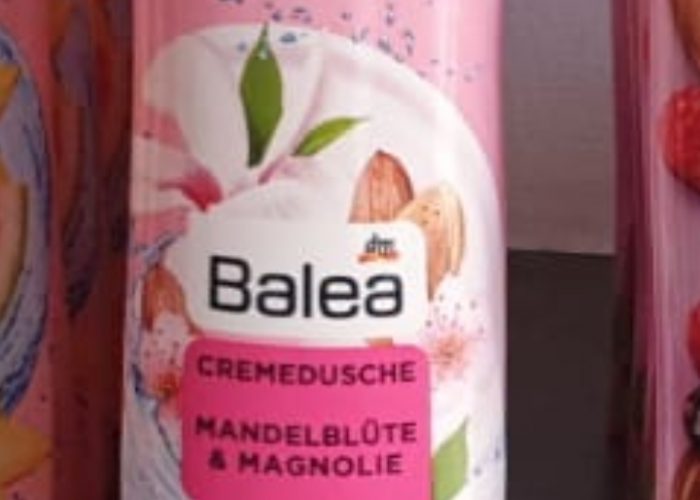 dm
Balea
CREMEDUSCHE
MANDELBLÜTE
& MAGNOLIE